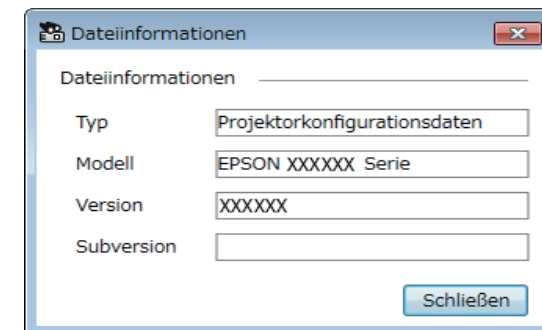 Dateiinformationen
Dateiinformationen
Typ Projektorkonfigurationsdaten
Modell EPSON XXXXXX Serie
Version XXXXXX
Subversion
Schließen